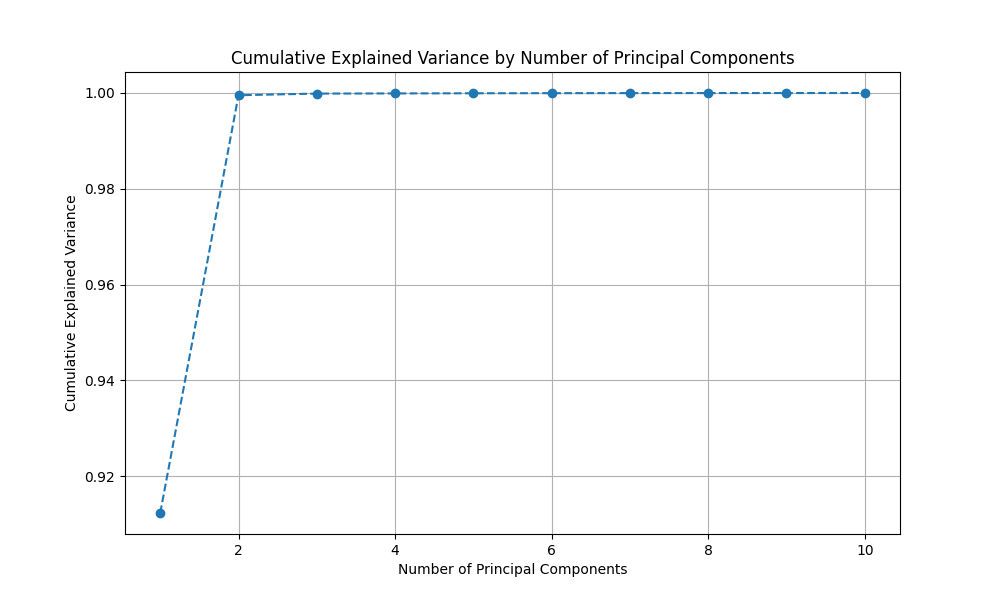 Cumulative Explained Variance by Number of Principal Components
1.00
0.98
0.96
0.94
0.92
Cumulative Explained Variance
2 4 6 8 10
Number of Principal Components